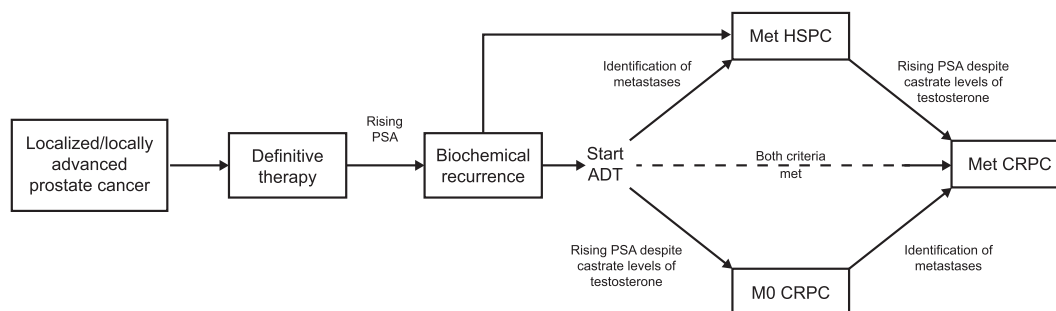 Met HSPC
Identification of
metastases
Rising PSA despite
castrate levels of
testosterone
Localized/locally
advanced
prostate cancer
Definitive
therapy
Rising
PSA
Biochemical
recurrence
Start
ADT
Both criteria
met
Met CRPC
Rising PSA despite
castrate levels of
testosterone
Identification of
metastases
M0 CRPC